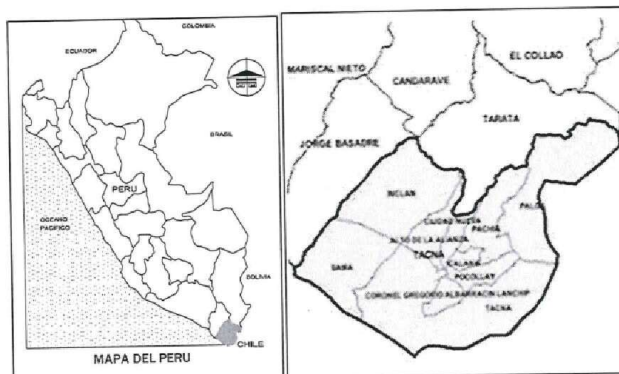 COLOMBIA
ECUADOR
BRASIL
PERU
OCEANO
PACIFICO
BOLIVIA
CHILE
MAPA DEL PERU
EL COLLAO
MARISCAL NIETO
CANDARAVE
TARATA
JORGE BASADRE
INCLAN
PALC
CIUDAD NUEVA
PACHIA
ALTO DE LA ALIANZA
TACNA
CALANA
SAMA
POCOLLAY
CORONEL GREGORIO ALBARRACIN LANCHIP
TACNA